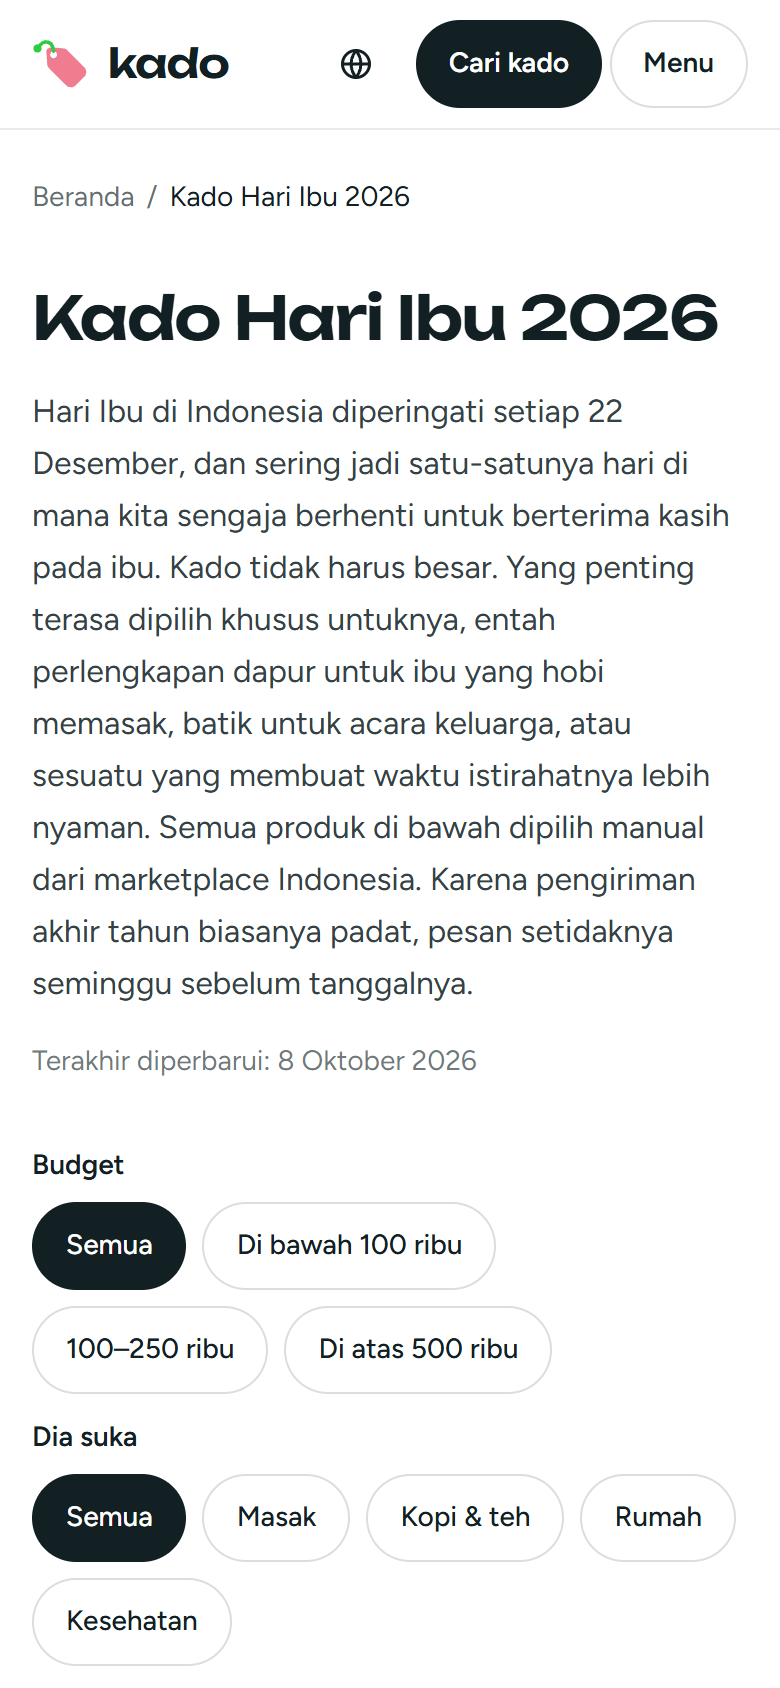 kado
Cari kado
Menu
Beranda / Kado Hari Ibu 2026
Kado Hari Ibu 2026
Hari Ibu di Indonesia diperingati setiap 22
Desember, dan sering jadi satu-satunya hari di
mana kita sengaja berhenti untuk berterima kasih
pada ibu. Kado tidak harus besar. Yang penting
terasa dipilih khusus untuknya, entah
perlengkapan dapur untuk ibu yang hobi
memasak, batik untuk acara keluarga, atau
sesuatu yang membuat waktu istirahatnya lebih
nyaman. Semua produk di bawah dipilih manual
dari marketplace Indonesia. Karena pengiriman
akhir tahun biasanya padat, pesan setidaknya
seminggu sebelum tanggalnya.
Terakhir diperbarui: 8 Oktober 2026
Budget
Semua
Di bawah 100 ribu
100–250 ribu
Di atas 500 ribu
Dia suka
Semua
Masak
Kopi & teh
Rumah
Kesehatan